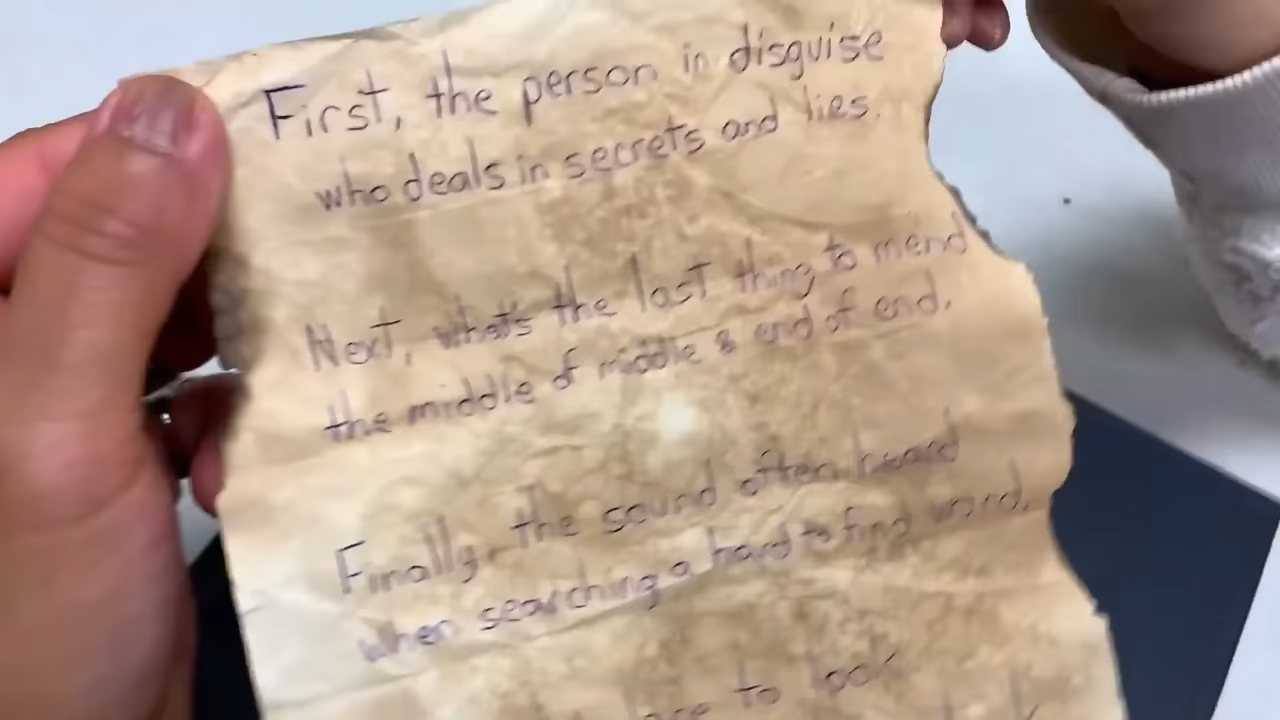 First, the person in disguise
who deals in secrets and lies.
Next, what's the last thing to mend
the middle of middle & end of end.
Finally, the sound often heard
when searching a hard to find word.
to look